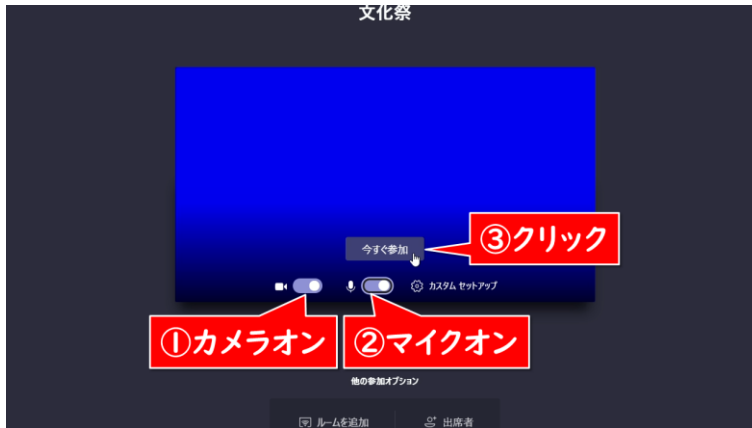 文化祭
今すぐ参加
③クリック
カスタム セットアップ
①カメラオン
②マイクオン
他の参加オプション
ルームを追加
出席者